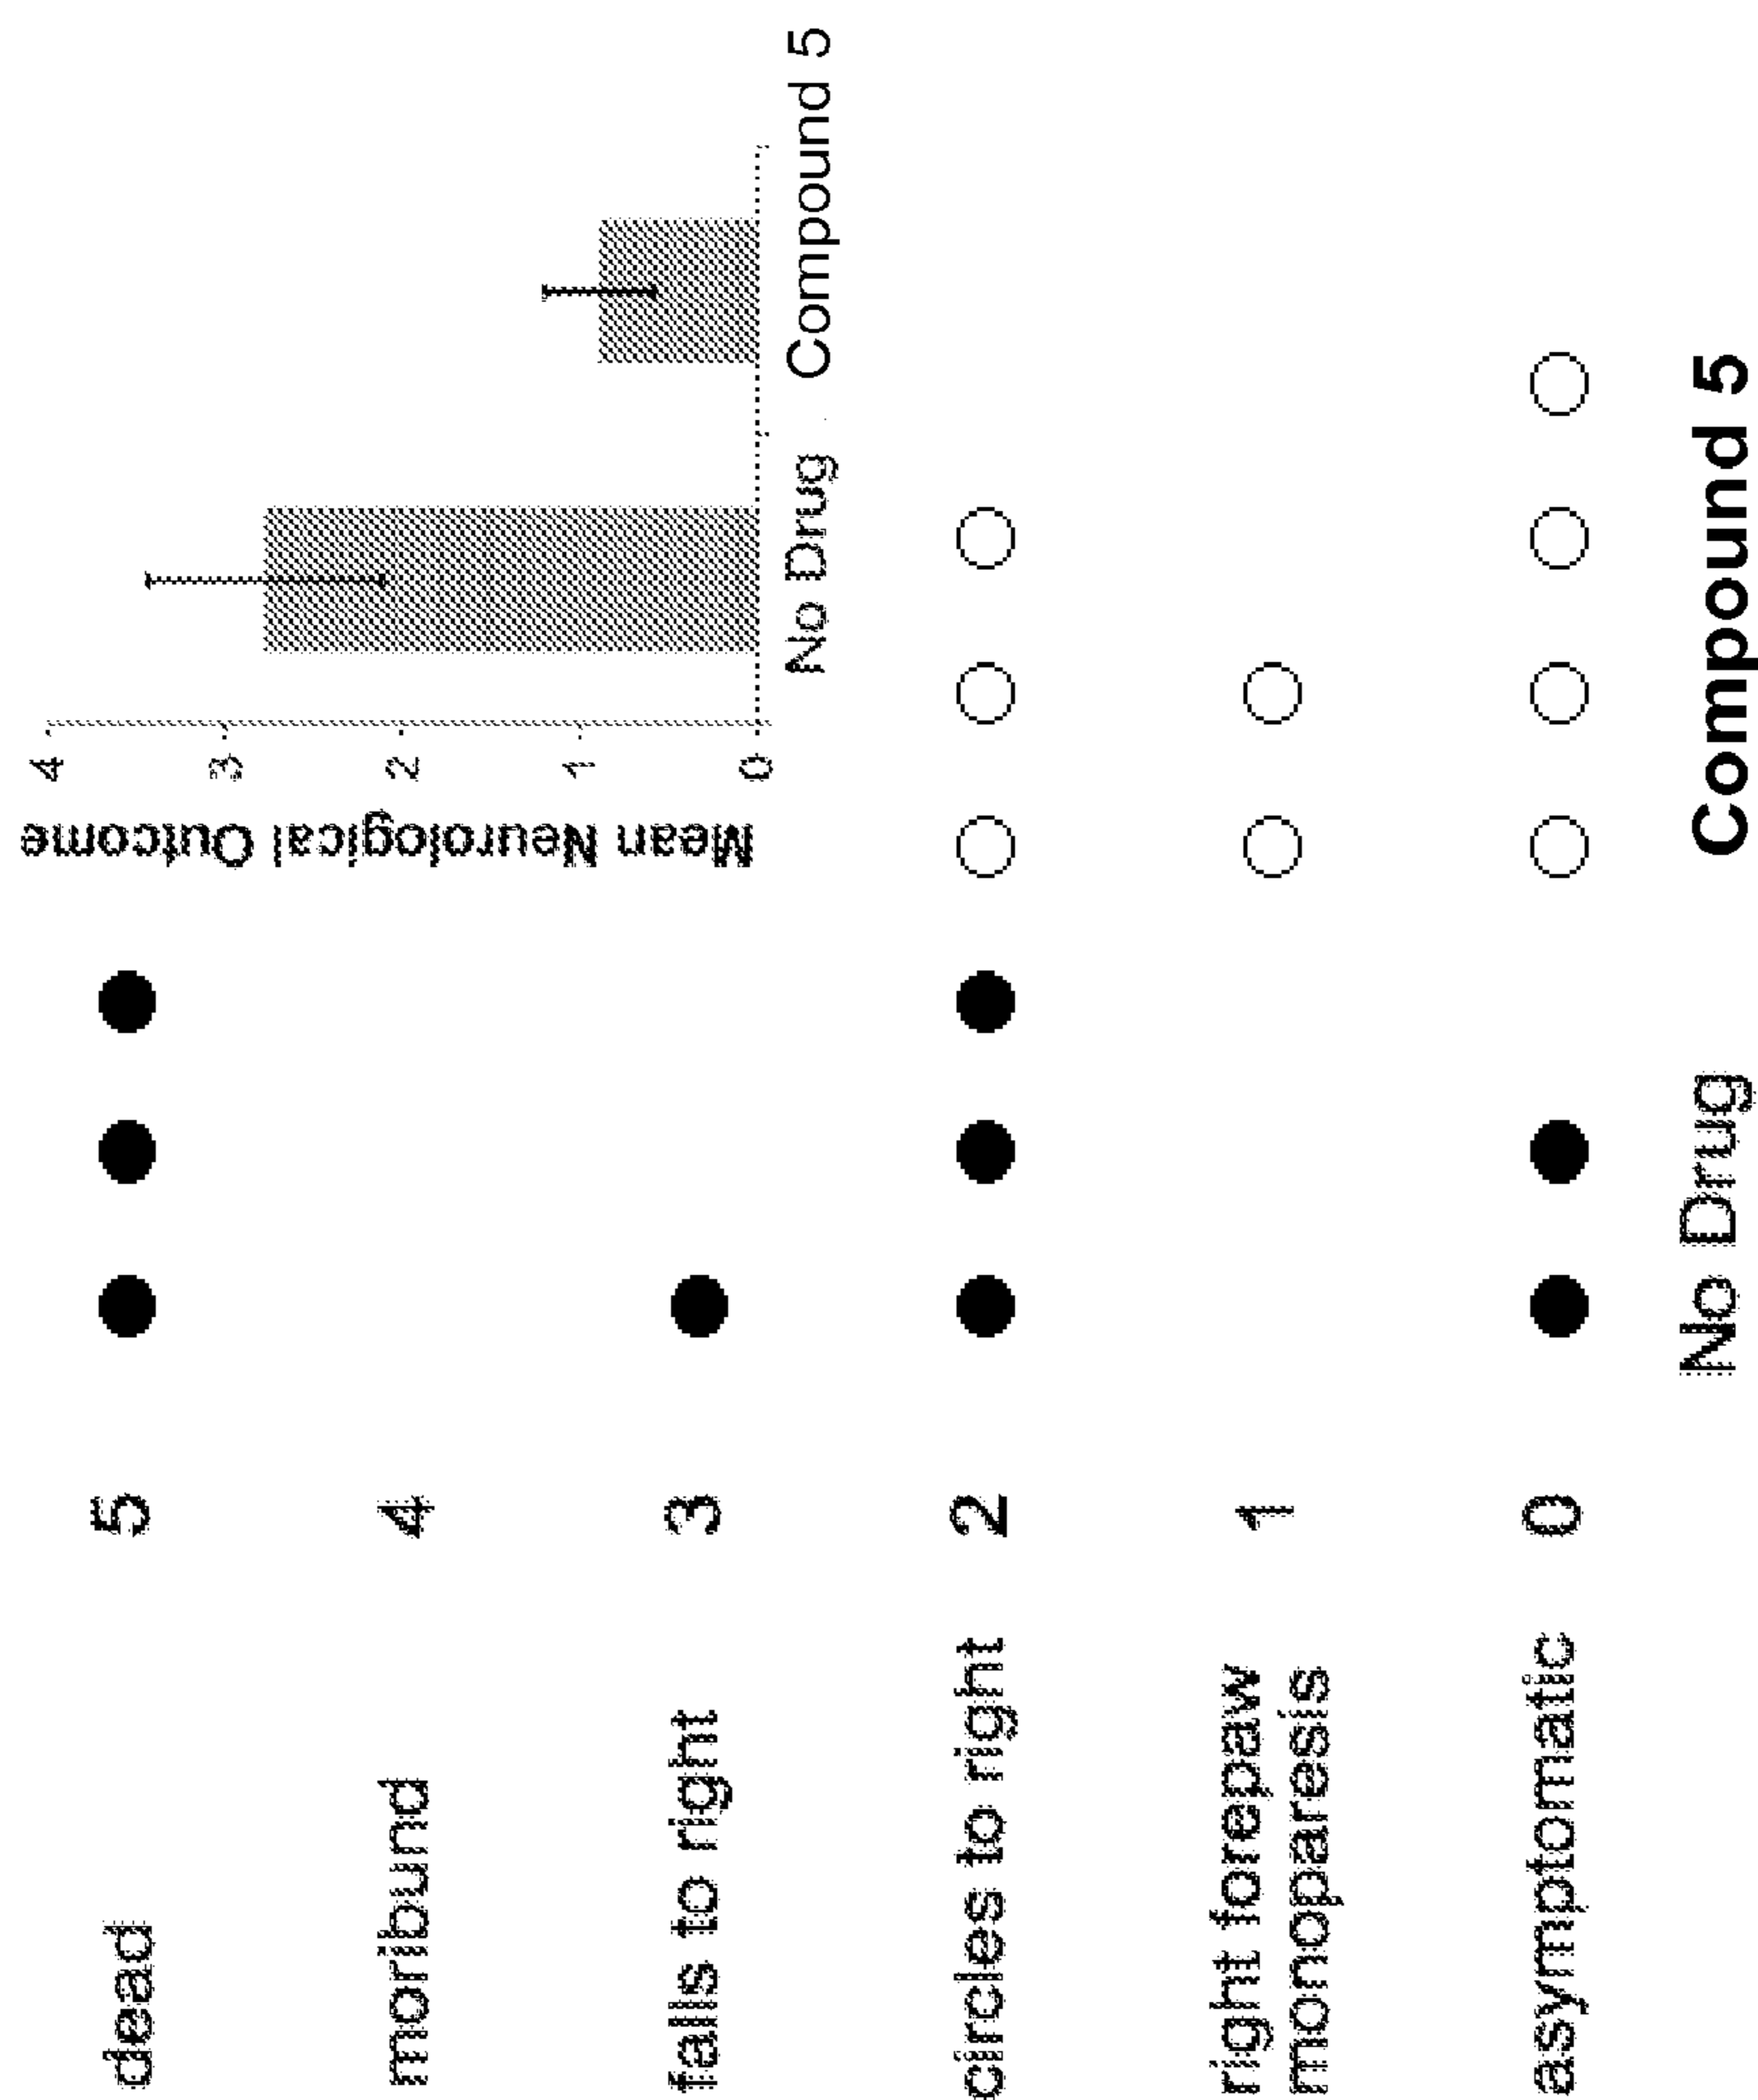 dead 5
moribund 4
falls to right 3
circles to right 2
right forepaw
monoparesis 1
asymptomatic 0
No Drug Compound 5
Mean Neurological Outcome
4
3
2
1
0
No Drug Compound 5